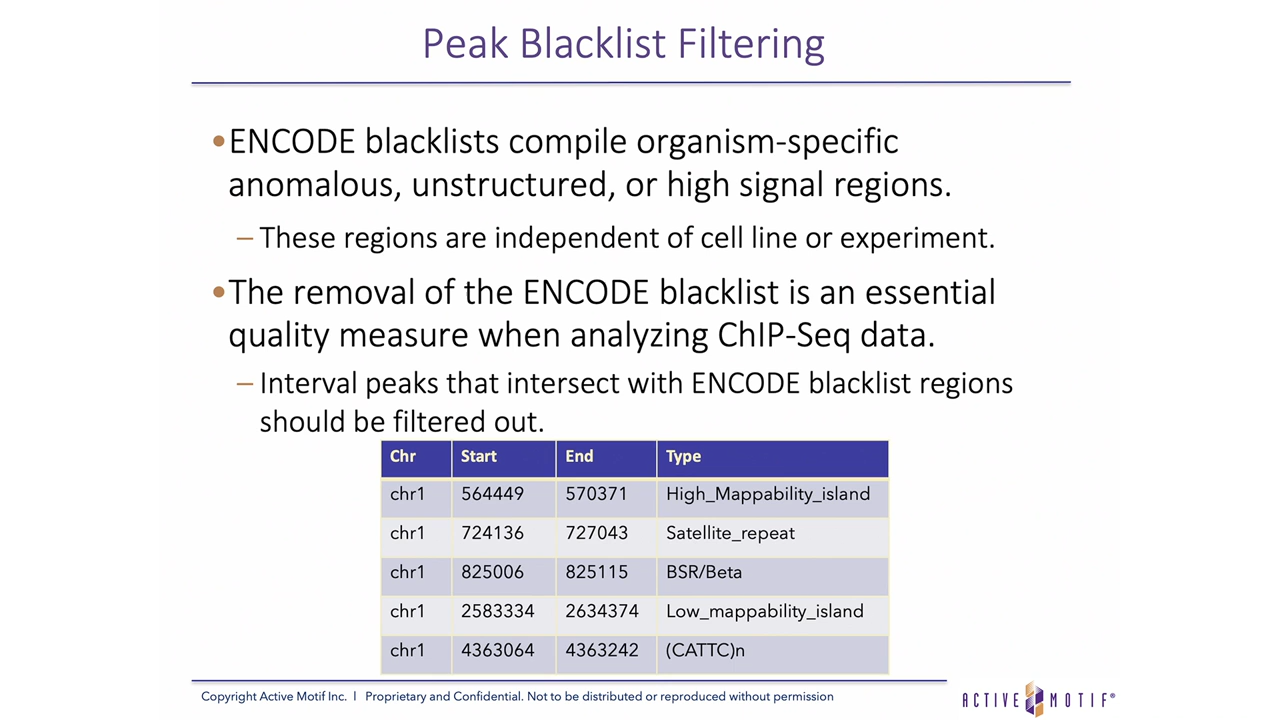 Peak Blacklist Filtering
•ENCODE blacklists compile organism-specific
anomalous, unstructured, or high signal regions.
– These regions are independent of cell line or experiment.
•The removal of the ENCODE blacklist is an essential
quality measure when analyzing ChIP-Seq data.
– Interval peaks that intersect with ENCODE blacklist regions
should be filtered out.
Chr Start End Type
chr1 564449 570371 High_Mappability_island
chr1 724136 727043 Satellite_repeat
chr1 825006 825115 BSR/Beta
chr1 2583334 2634374 Low_mappability_island
chr1 4363064 4363242 (CATTC)n
Copyright Active Motif Inc. I Proprietary and Confidential. Not to be distributed or reproduced without permission
ACTIVE MOTIF®